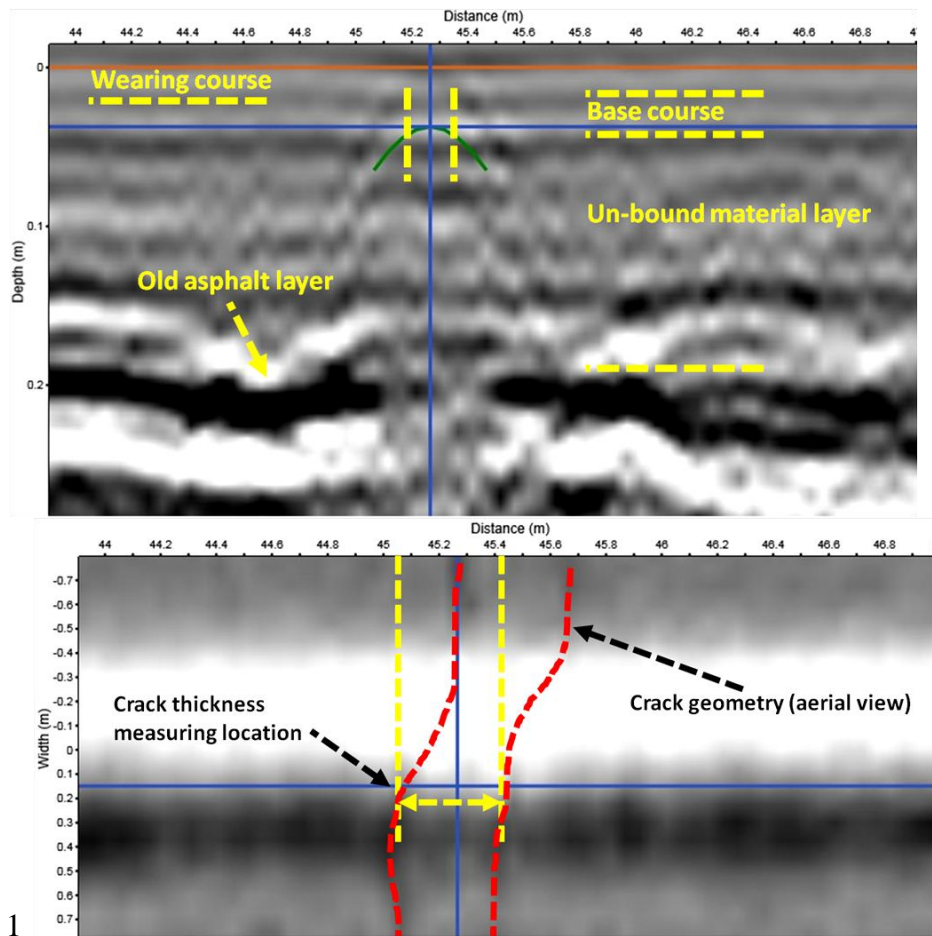 Distance (m)
44 44.2 44.4 44.6 44.8 45 45.2 45.4 45.6 45.8 46 46.2 46.4 46.6 46.8
0
Wearing course
Base course
0.1
Depth (m)
Un-bound material layer
Old asphalt layer
0.2
Distance (m)
44 44.2 44.4 44.6 44.8 45 45.2 45.4 45.6 45.8 46 46.2 46.4 46.6 46.8
-0.7
-0.6
-0.5
-0.4
-0.3
-0.2
-0.1
0
0.1
0.2
0.3
0.4
0.5
0.6
0.7
Width (m)
Crack thickness
measuring location
Crack geometry (aerial view)
1